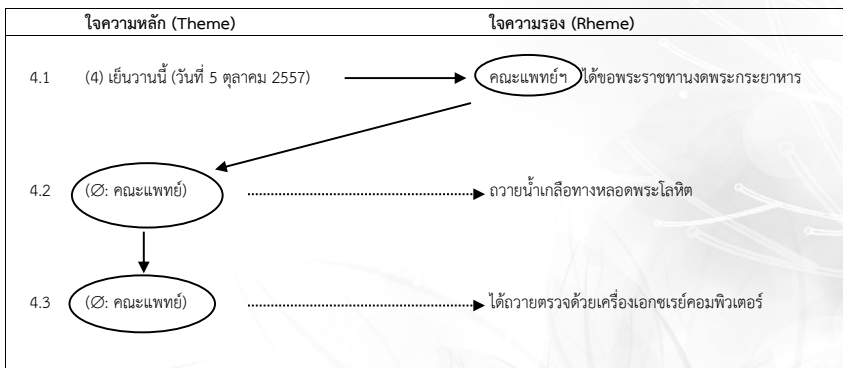 ใจความหลัก (Theme) ใจความรอง (Rheme)
4.1 (4) เย็นวานนี้ (วันที่ 5 ตุลาคม 2557) คณะแพทย์ฯ ได้ขอพระราชทานงดพระกระยาหาร
4.2 (∅: คณะแพทย์) ถวายน้ำเกลือทางหลอดพระโลหิต
4.3 (∅: คณะแพทย์) ได้ถวายตรวจด้วยเครื่องเอกซเรย์คอมพิวเตอร์